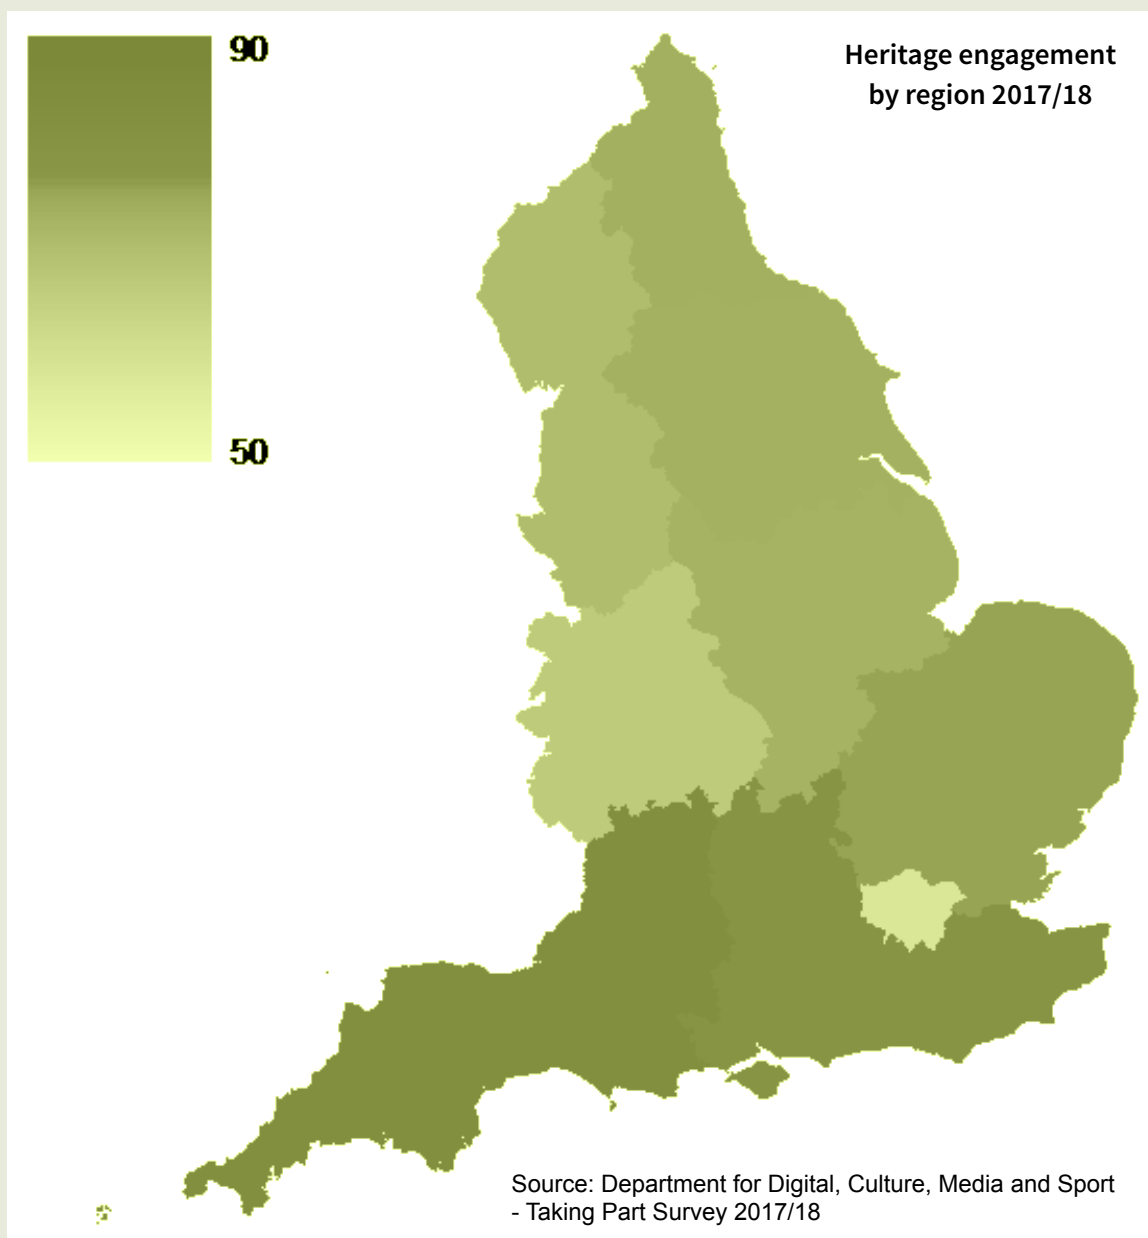 90
Heritage engagement
by region 2017/18
50
Source: Department for Digital, Culture, Media and Sport
- Taking Part Survey 2017/18